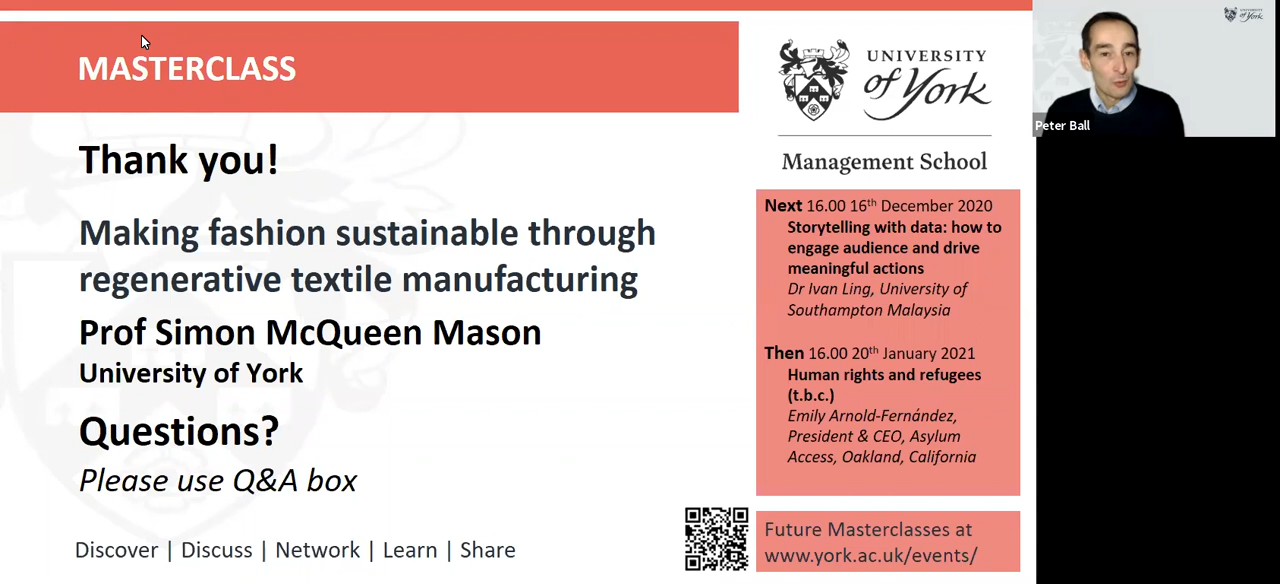 MASTERCLASS
Thank you!
Making fashion sustainable through
regenerative textile manufacturing
Prof Simon McQueen Mason
University of York
Questions?
Please use Q&A box
Discover | Discuss | Network | Learn | Share
UNIVERSITY
of York
Management School
Next 16.00 16th December 2020
Storytelling with data: how to
engage audience and drive
meaningful actions
Dr Ivan Ling, University of
Southampton Malaysia
Then 16.00 20th January 2021
Human rights and refugees
(t.b.c.)
Emily Arnold-Fernández,
President & CEO, Asylum
Access, Oakland, California
Future Masterclasses at
www.york.ac.uk/events/
UNIVERSITY
of York
Peter Ball